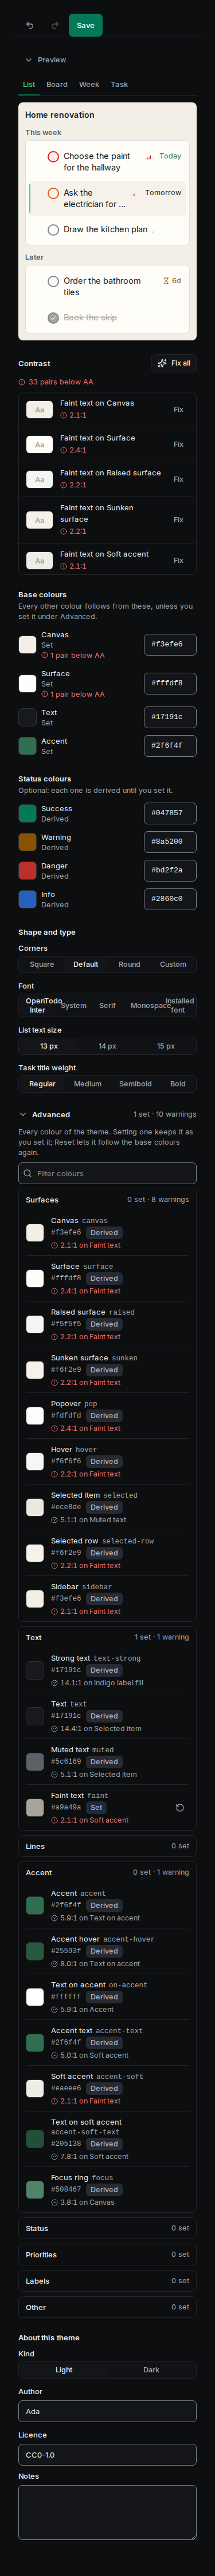 Save
Preview
List Board Week Task
Home renovation
This week
Choose the paint for the hallway Today
Ask the electrician for ... Tomorrow
Draw the kitchen plan
Later
Order the bathroom tiles 6d
Book the skip
Contrast Fix all
33 pairs below AA
Aa Faint text on Canvas Fix
2.1:1
Aa Faint text on Surface Fix
2.4:1
Aa Faint text on Raised surface Fix
2.2:1
Aa Faint text on Sunken surface Fix
2.2:1
Aa Faint text on Soft accent Fix
2.1:1
Base colours
Every other colour follows from these, unless you set it under Advanced.
Canvas #f3efe6
Set
1 pair below AA
Surface #fffdf8
Set
1 pair below AA
Text #17191c
Set
Accent #2f6f4f
Set
Status colours
Optional: each one is derived until you set it.
Success #047857
Derived
Warning #8a5200
Derived
Danger #bd2f2a
Derived
Info #2860c0
Derived
Shape and type
Corners
Square Default Round Custom
Font
OpenTodo Inter System Serif Monospace Installed font
List text size
13 px 14 px 15 px
Task title weight
Regular Medium Semibold Bold
Advanced 1 set · 10 warnings
Every colour of the theme. Setting one keeps it as you set it; Reset lets it follow the base colours again.
Filter colours
Surfaces 0 set · 8 warnings
Canvas canvas
#f3efe6 Derived
2.1:1 on Faint text
Surface surface
#fffdf8 Derived
2.4:1 on Faint text
Raised surface raised
#f5f5f5 Derived
2.2:1 on Faint text
Sunken surface sunken
#f6f2e9 Derived
2.2:1 on Faint text
Popover pop
#fdfdfd Derived
2.4:1 on Faint text
Hover hover
#f6f6f6 Derived
2.2:1 on Faint text
Selected item selected
#ece8de Derived
5.1:1 on Muted text
Selected row selected-row
#f6f2e9 Derived
2.2:1 on Faint text
Sidebar sidebar
#f3efe6 Derived
2.1:1 on Faint text
Text 1 set · 1 warning
Strong text text-strong
#17191c Derived
14.1:1 on Indigo label fill
Text text
#17191c Derived
14.4:1 on Selected item
Muted text muted
#5c6169 Derived
5.1:1 on Selected item
Faint text faint
#a9a49a Set
2.1:1 on Soft accent
Lines 0 set
Accent 0 set · 1 warning
Accent accent
#2f6f4f Derived
5.9:1 on Text on accent
Accent hover accent-hover
#25593f Derived
8.0:1 on Text on accent
Text on accent on-accent
#ffffff Derived
5.9:1 on Accent
Accent text accent-text
#2f6f4f Derived
5.0:1 on Soft accent
Soft accent accent-soft
#eaeee6 Derived
2.1:1 on Faint text
Text on soft accent
accent-soft-text
#205138 Derived
7.8:1 on Soft accent
Focus ring focus
#508467 Derived
3.8:1 on Canvas
Status 0 set
Priorities 0 set
Labels 0 set
Other 0 set
About this theme
Kind
Light Dark
Author
Ada
Licence
CC0-1.0
Notes